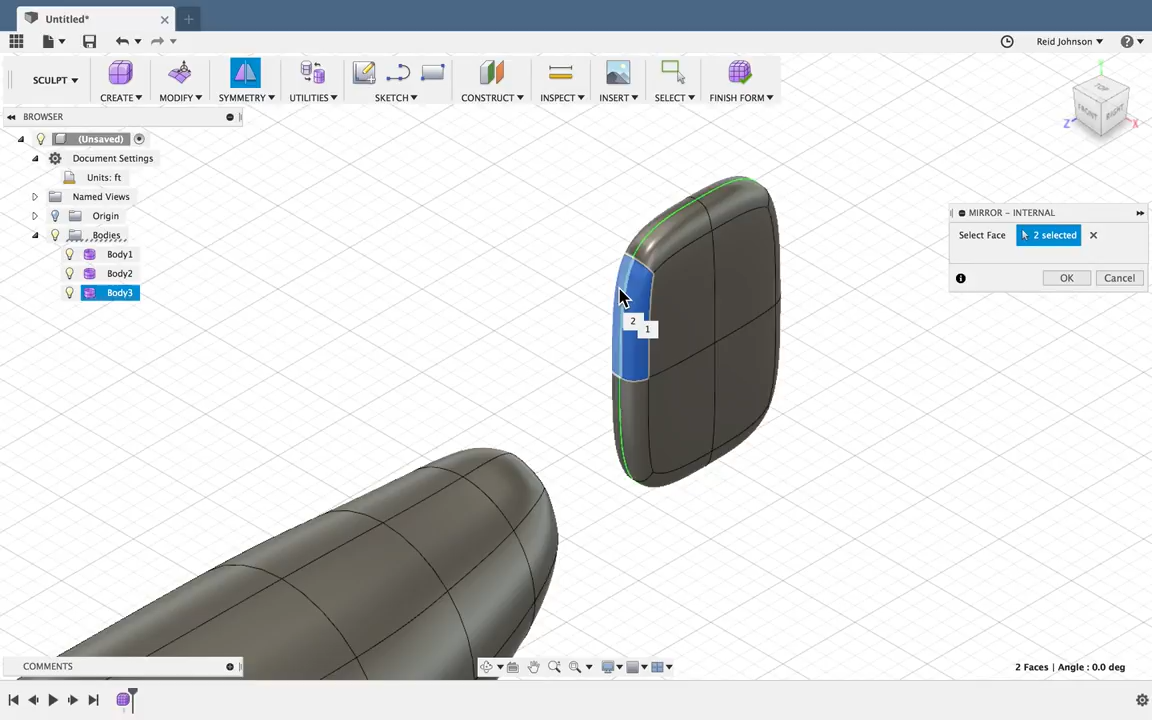 Untitled*
Reid Johnson
SCULPT
CREATE
MODIFY
SYMMETRY
UTILITIES
SKETCH
CONSTRUCT
INSPECT
INSERT
SELECT
FINISH FORM
BROWSER
(Unsaved)
Document Settings
Units: ft
Named Views
Origin
Bodies
Body1
Body2
Body3
FRONT
RIGHT
Z
X
MIRROR - INTERNAL
Select Face
2 selected
OK
Cancel
2
1
COMMENTS
2 Faces | Angle : 0.0 deg